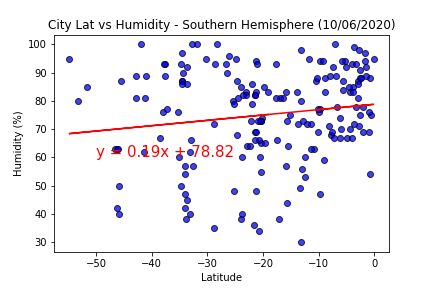 City Lat vs Humidity - Southern Hemisphere (10/06/2020)
100
90
80
70
60
50
40
30
Humidity (%)
y = 0.19x + 78.82
−50 −40 −30 −20 −10 0
Latitude